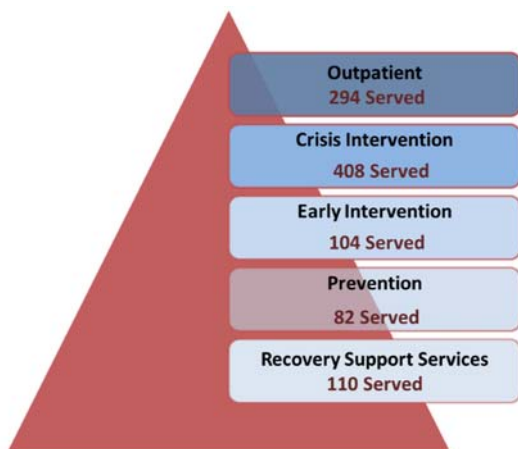 Outpatient
294 Served
Crisis Intervention
408 Served
Early Intervention
104 Served
Prevention
82 Served
Recovery Support Services
110 Served